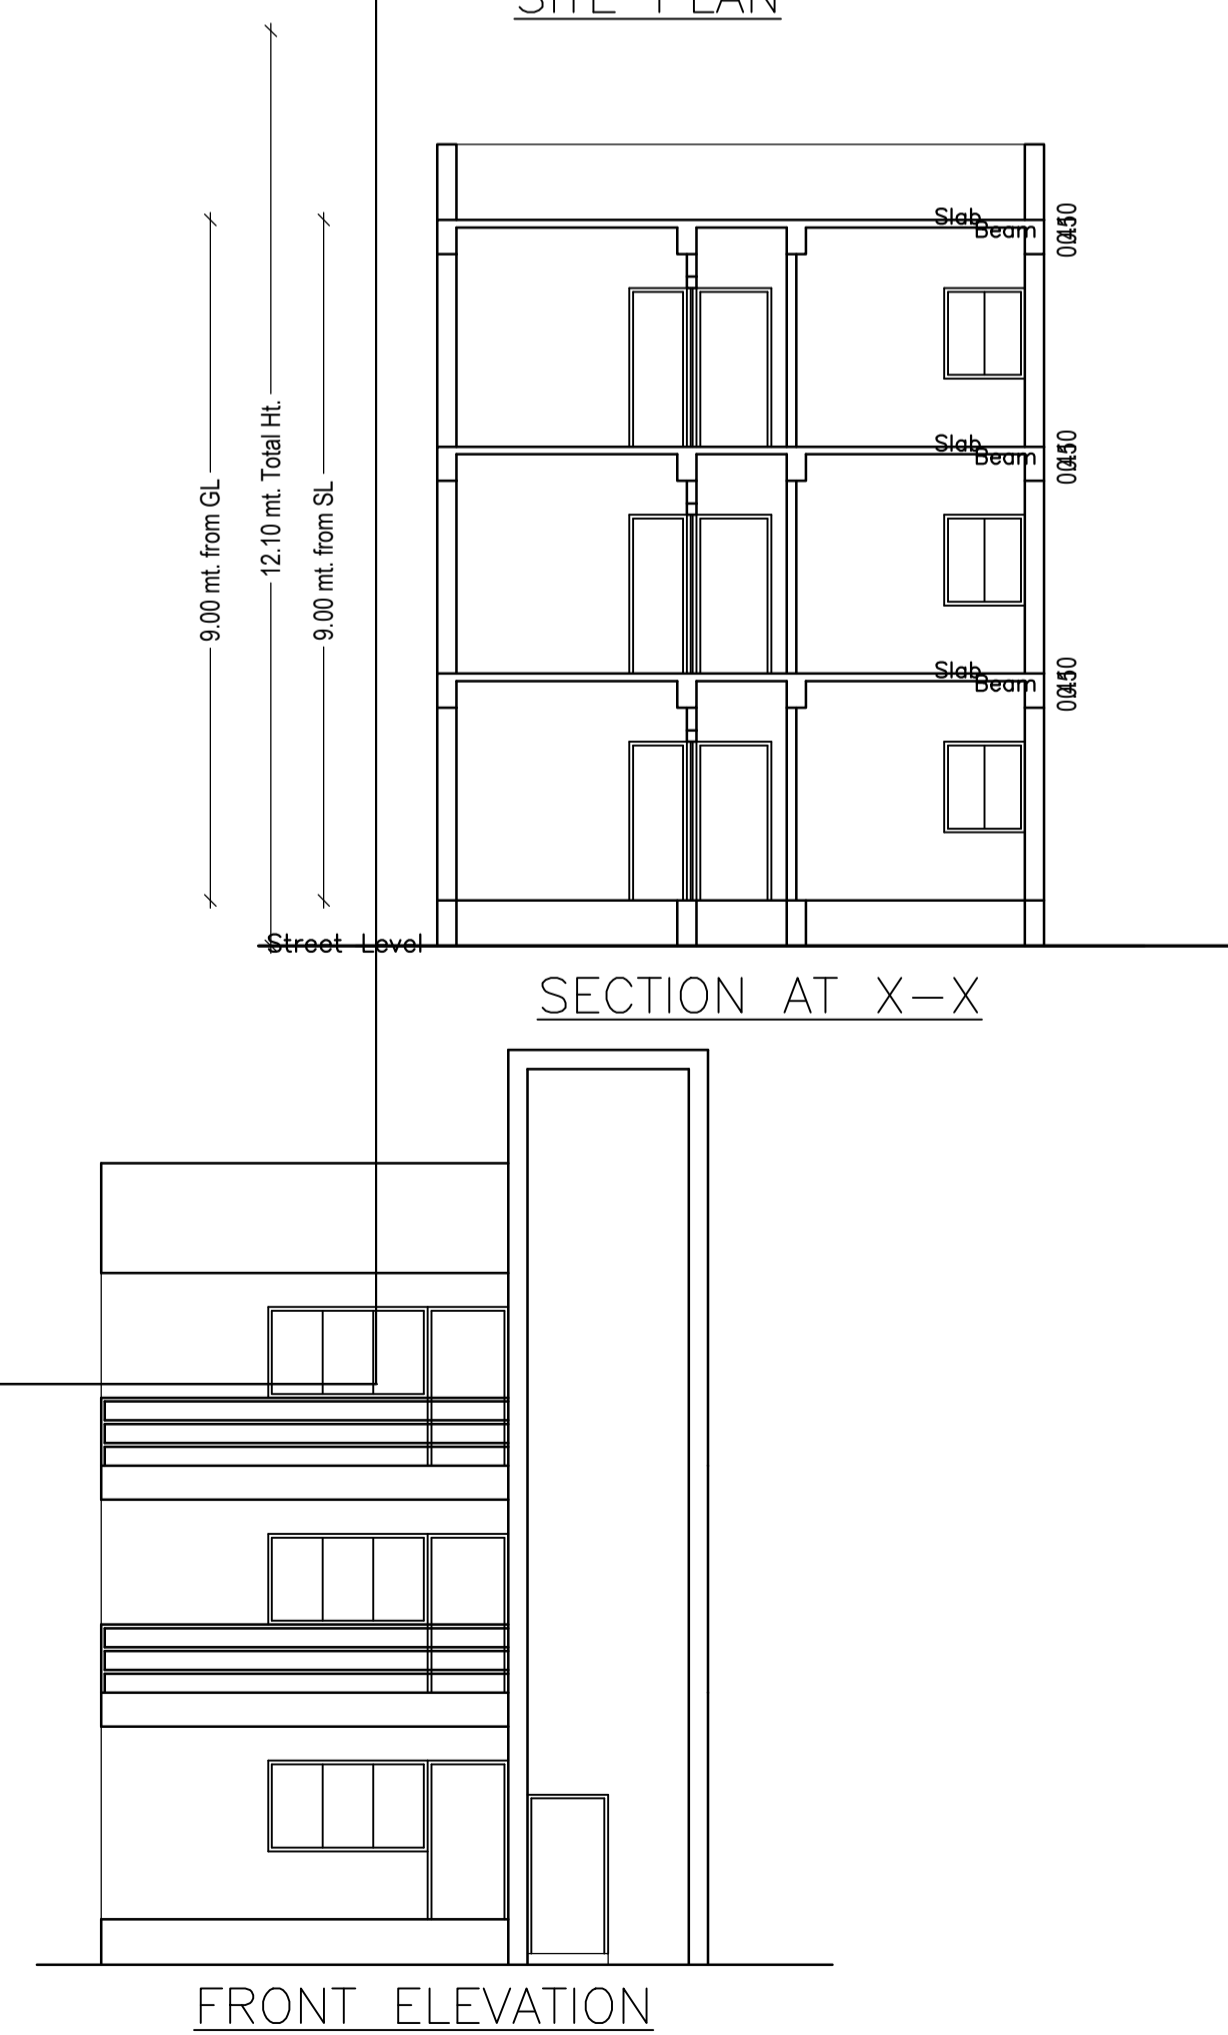 SITE PLAN
Slab
Beam
9.00 mt. from GL
12.10 mt. Total Ht.
9.00 mt. from SL
Slab
Beam
Slab
Beam
Street Level
SECTION AT X-X
FRONT ELEVATION